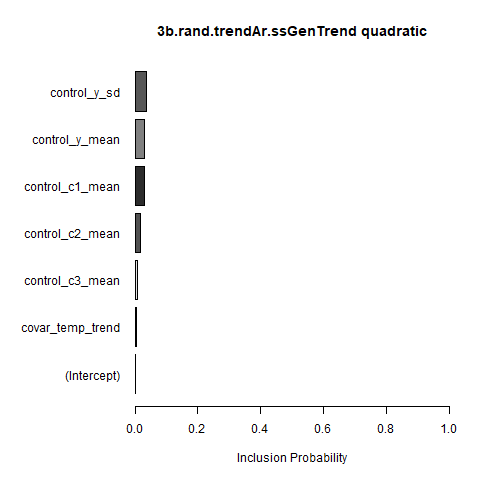 3b.rand.trendAr.ssGenTrend quadratic
control_y_sd
control_y_mean
control_c1_mean
control_c2_mean
control_c3_mean
covar_temp_trend
(Intercept)
0.0 0.2 0.4 0.6 0.8 1.0
Inclusion Probability